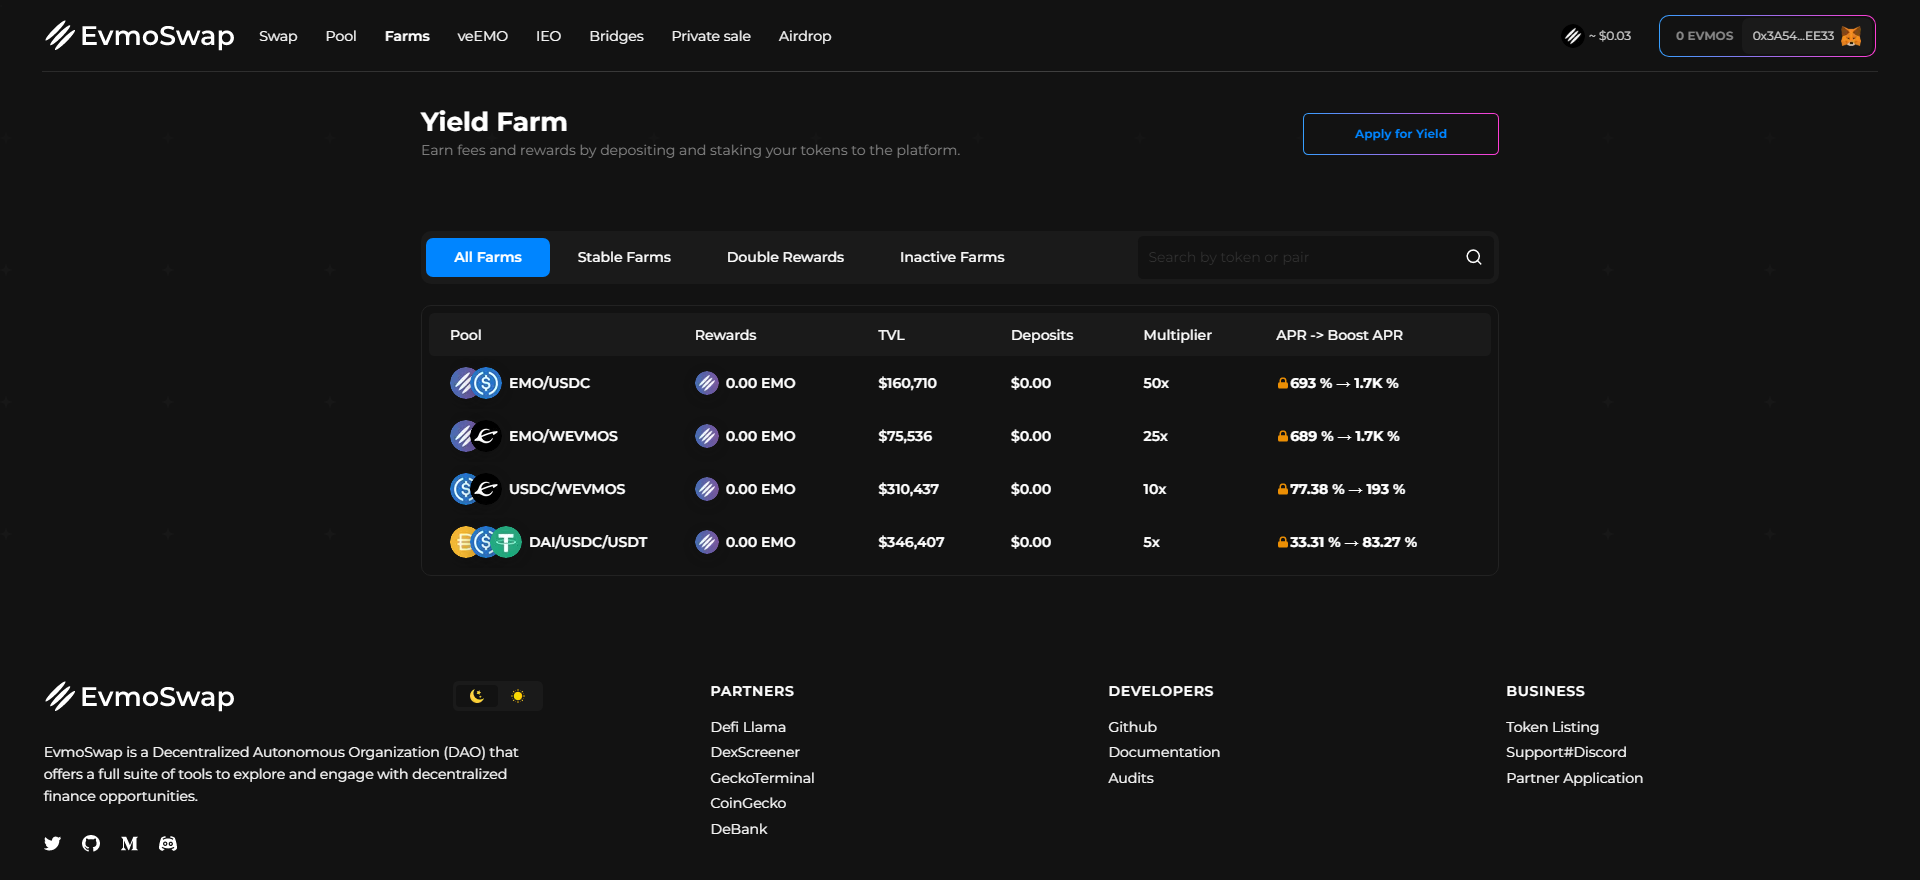 EvmoSwap Swap Pool Farms veEMO IEO Bridges Private sale Airdrop ~ $0.03 0 EVMOS 0x3A54...EE33
Yield Farm
Earn fees and rewards by depositing and staking your tokens to the platform.
Apply for Yield
All Farms Stable Farms Double Rewards Inactive Farms Search by token or pair
Pool Rewards TVL Deposits Multiplier APR -> Boost APR
EMO/USDC 0.00 EMO $160,710 $0.00 50x 693 % → 1.7K %
EMO/WEVMOS 0.00 EMO $75,536 $0.00 25x 689 % → 1.7K %
USDC/WEVMOS 0.00 EMO $310,437 $0.00 10x 77.38 % → 193 %
DAI/USDC/USDT 0.00 EMO $346,407 $0.00 5x 33.31 % → 83.27 %
EvmoSwap
EvmoSwap is a Decentralized Autonomous Organization (DAO) that
offers a full suite of tools to explore and engage with decentralized
finance opportunities.
PARTNERS
Defi Llama
DexScreener
GeckoTerminal
CoinGecko
DeBank
DEVELOPERS
Github
Documentation
Audits
BUSINESS
Token Listing
Support#Discord
Partner Application